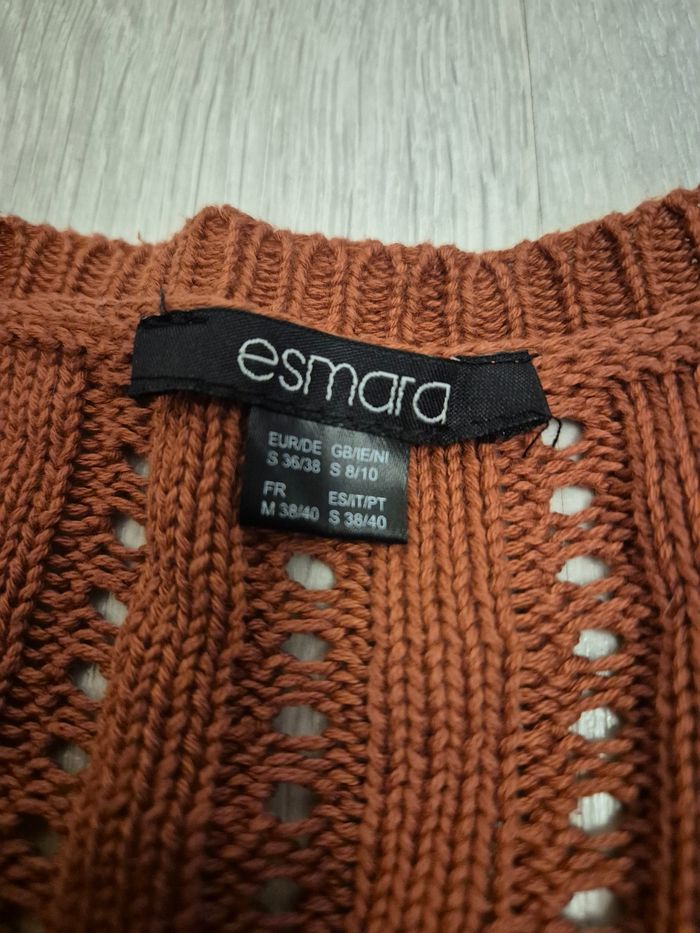 esmara
EUR/DE GB/IE/NI
S 36/38 S 8/10
FR ES/IT/PT
M 38/40 S 38/40